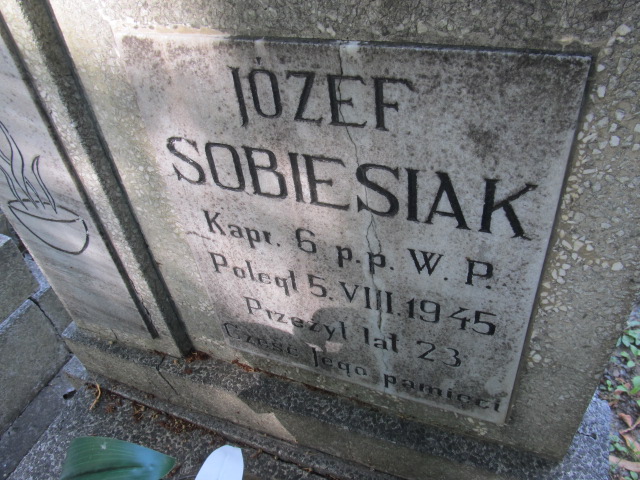 JÓZEF
SOBIESIAK
Kapr. 6 p.p. W.P.
Poległ 5.VIII.1945
Przeżył lat 23
Cześć Jego pamięci